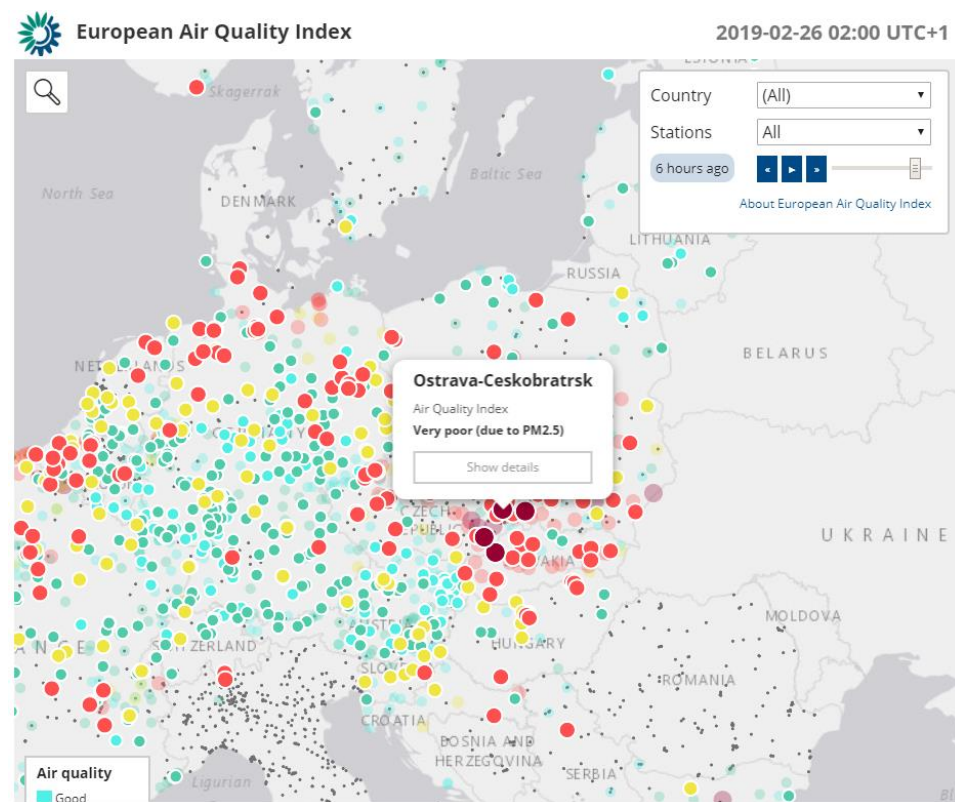 European Air Quality Index
2019-02-26 02:00 UTC+1
Country
(All)
Stations
All
6 hours ago
About European Air Quality Index
Skagerrak
North Sea
Baltic Sea
DENMARK
LITHUANIA
RUSSIA
BELARUS
Ostrava-Ceskobratrsk
Air Quality Index
Very poor (due to PM2.5)
Show details
UKRAINE
MOLDOVA
HUNGARY
ROMANIA
CROATIA
BOSNIA AND
HERZEGOVINA
SERBIA
Air quality
Good
Ligurian